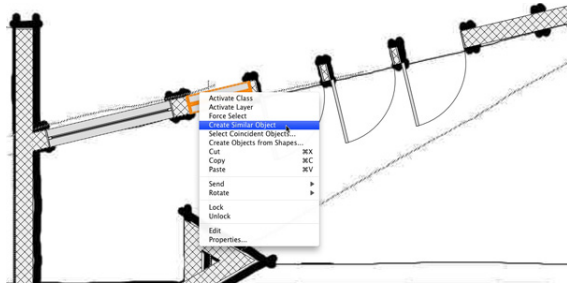 Activate Class
Activate Layer
Force Select
Create Similar Object
Select Coincident Objects...
Create Objects from Shapes...
Cut ⌘X
Copy ⌘C
Paste ⌘V
Send
Rotate
Lock
Unlock
Edit
Properties...